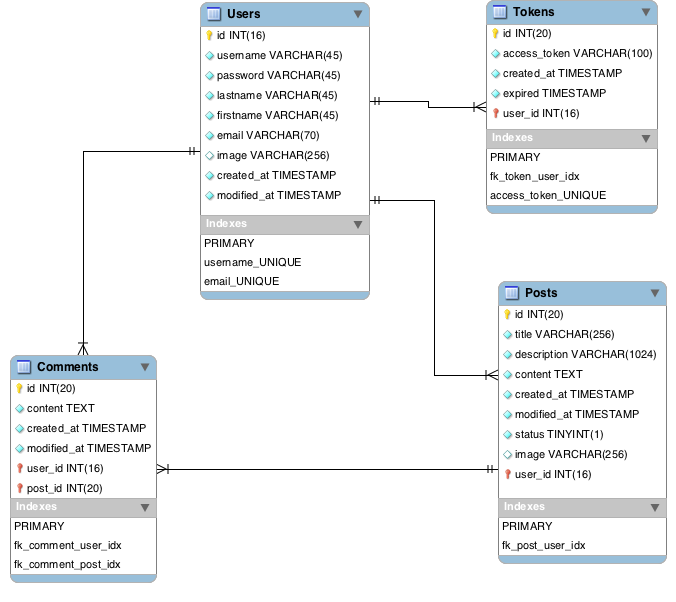 Users
id INT(16)
username VARCHAR(45)
password VARCHAR(45)
lastname VARCHAR(45)
firstname VARCHAR(45)
email VARCHAR(70)
image VARCHAR(256)
created_at TIMESTAMP
modified_at TIMESTAMP
Indexes
PRIMARY
username_UNIQUE
email_UNIQUE
Tokens
id INT(20)
access_token VARCHAR(100)
created_at TIMESTAMP
expired TIMESTAMP
user_id INT(16)
Indexes
PRIMARY
fk_token_user_idx
access_token_UNIQUE
Posts
id INT(20)
title VARCHAR(256)
description VARCHAR(1024)
content TEXT
created_at TIMESTAMP
modified_at TIMESTAMP
status TINYINT(1)
image VARCHAR(256)
user_id INT(16)
Indexes
PRIMARY
fk_post_user_idx
Comments
id INT(20)
content TEXT
created_at TIMESTAMP
modified_at TIMESTAMP
user_id INT(16)
post_id INT(20)
Indexes
PRIMARY
fk_comment_user_idx
fk_comment_post_idx